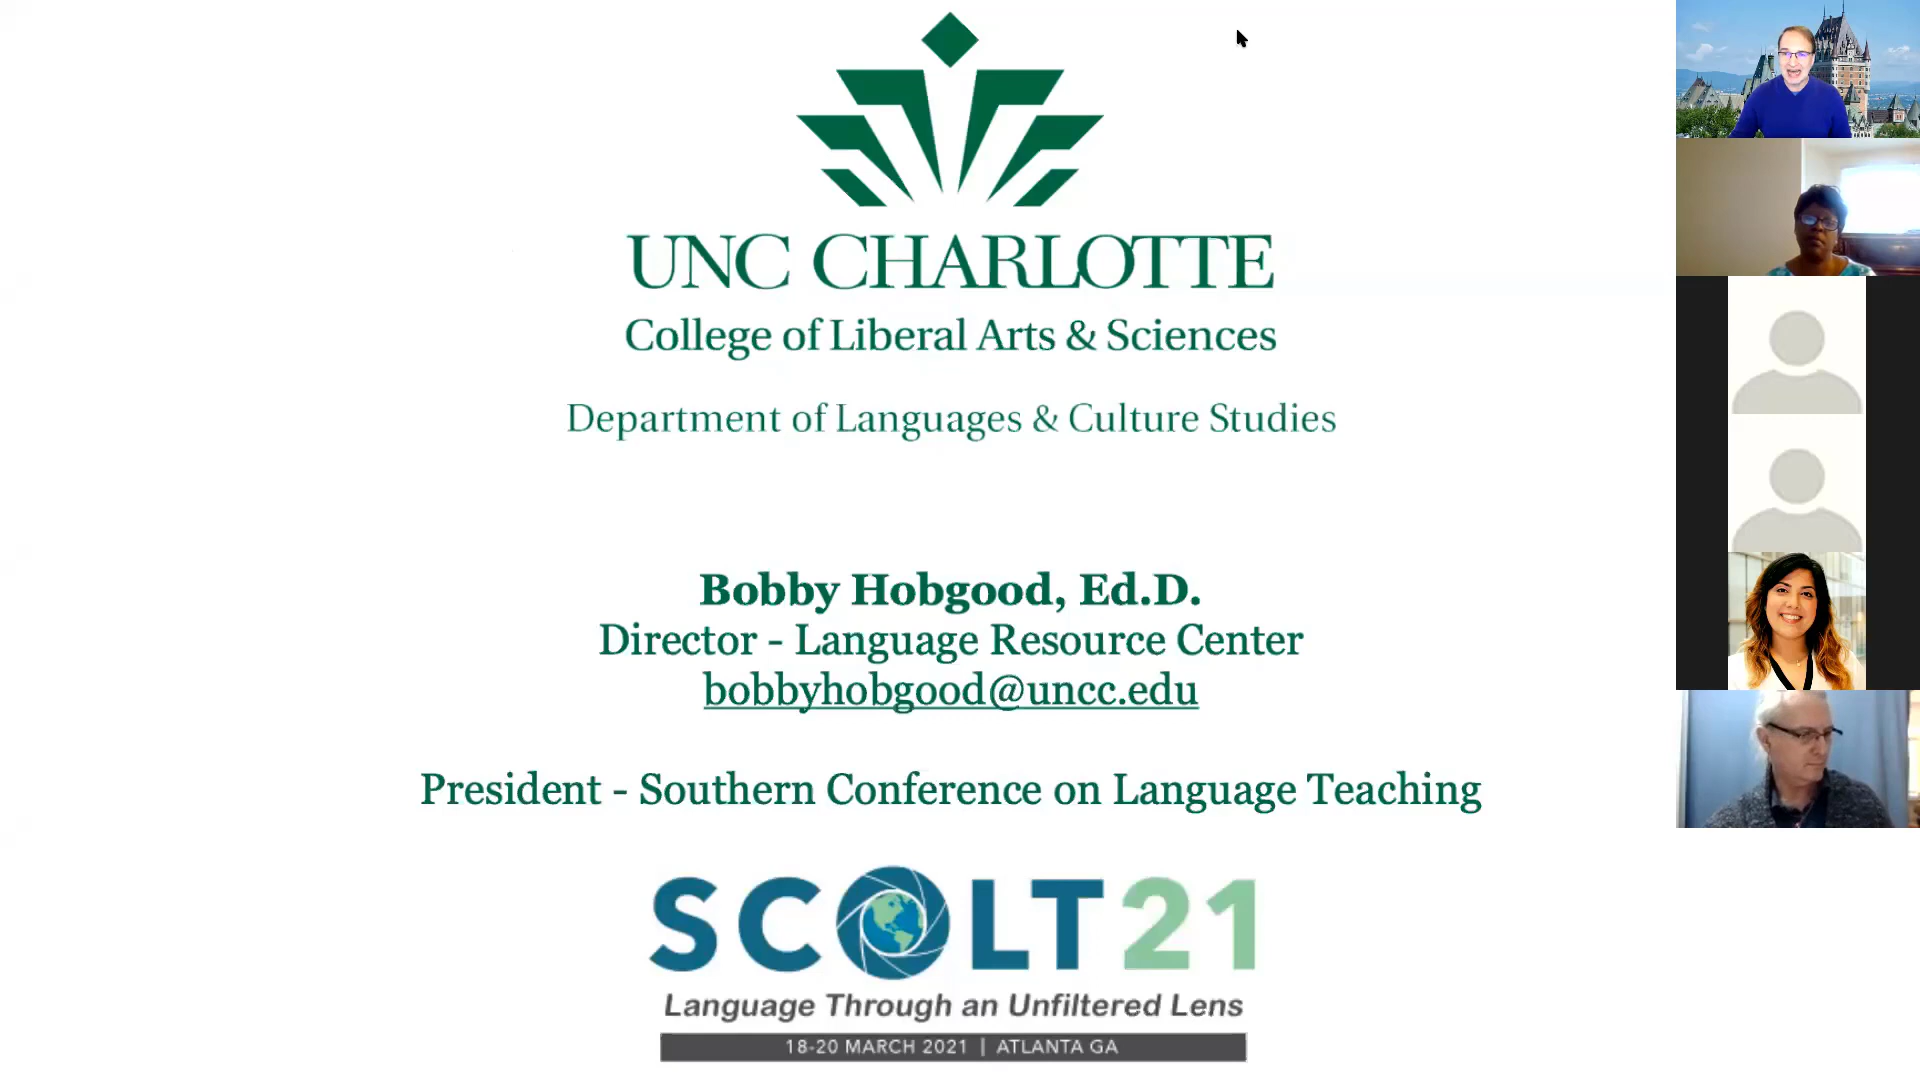 UNC CHARLOTTE
College of Liberal Arts & Sciences
Department of Languages & Culture Studies
Bobby Hobgood, Ed.D.
Director - Language Resource Center
bobbyhobgood@uncc.edu
President - Southern Conference on Language Teaching
SCOLT21
Language Through an Unfiltered Lens
18-20 MARCH 2021 | ATLANTA GA